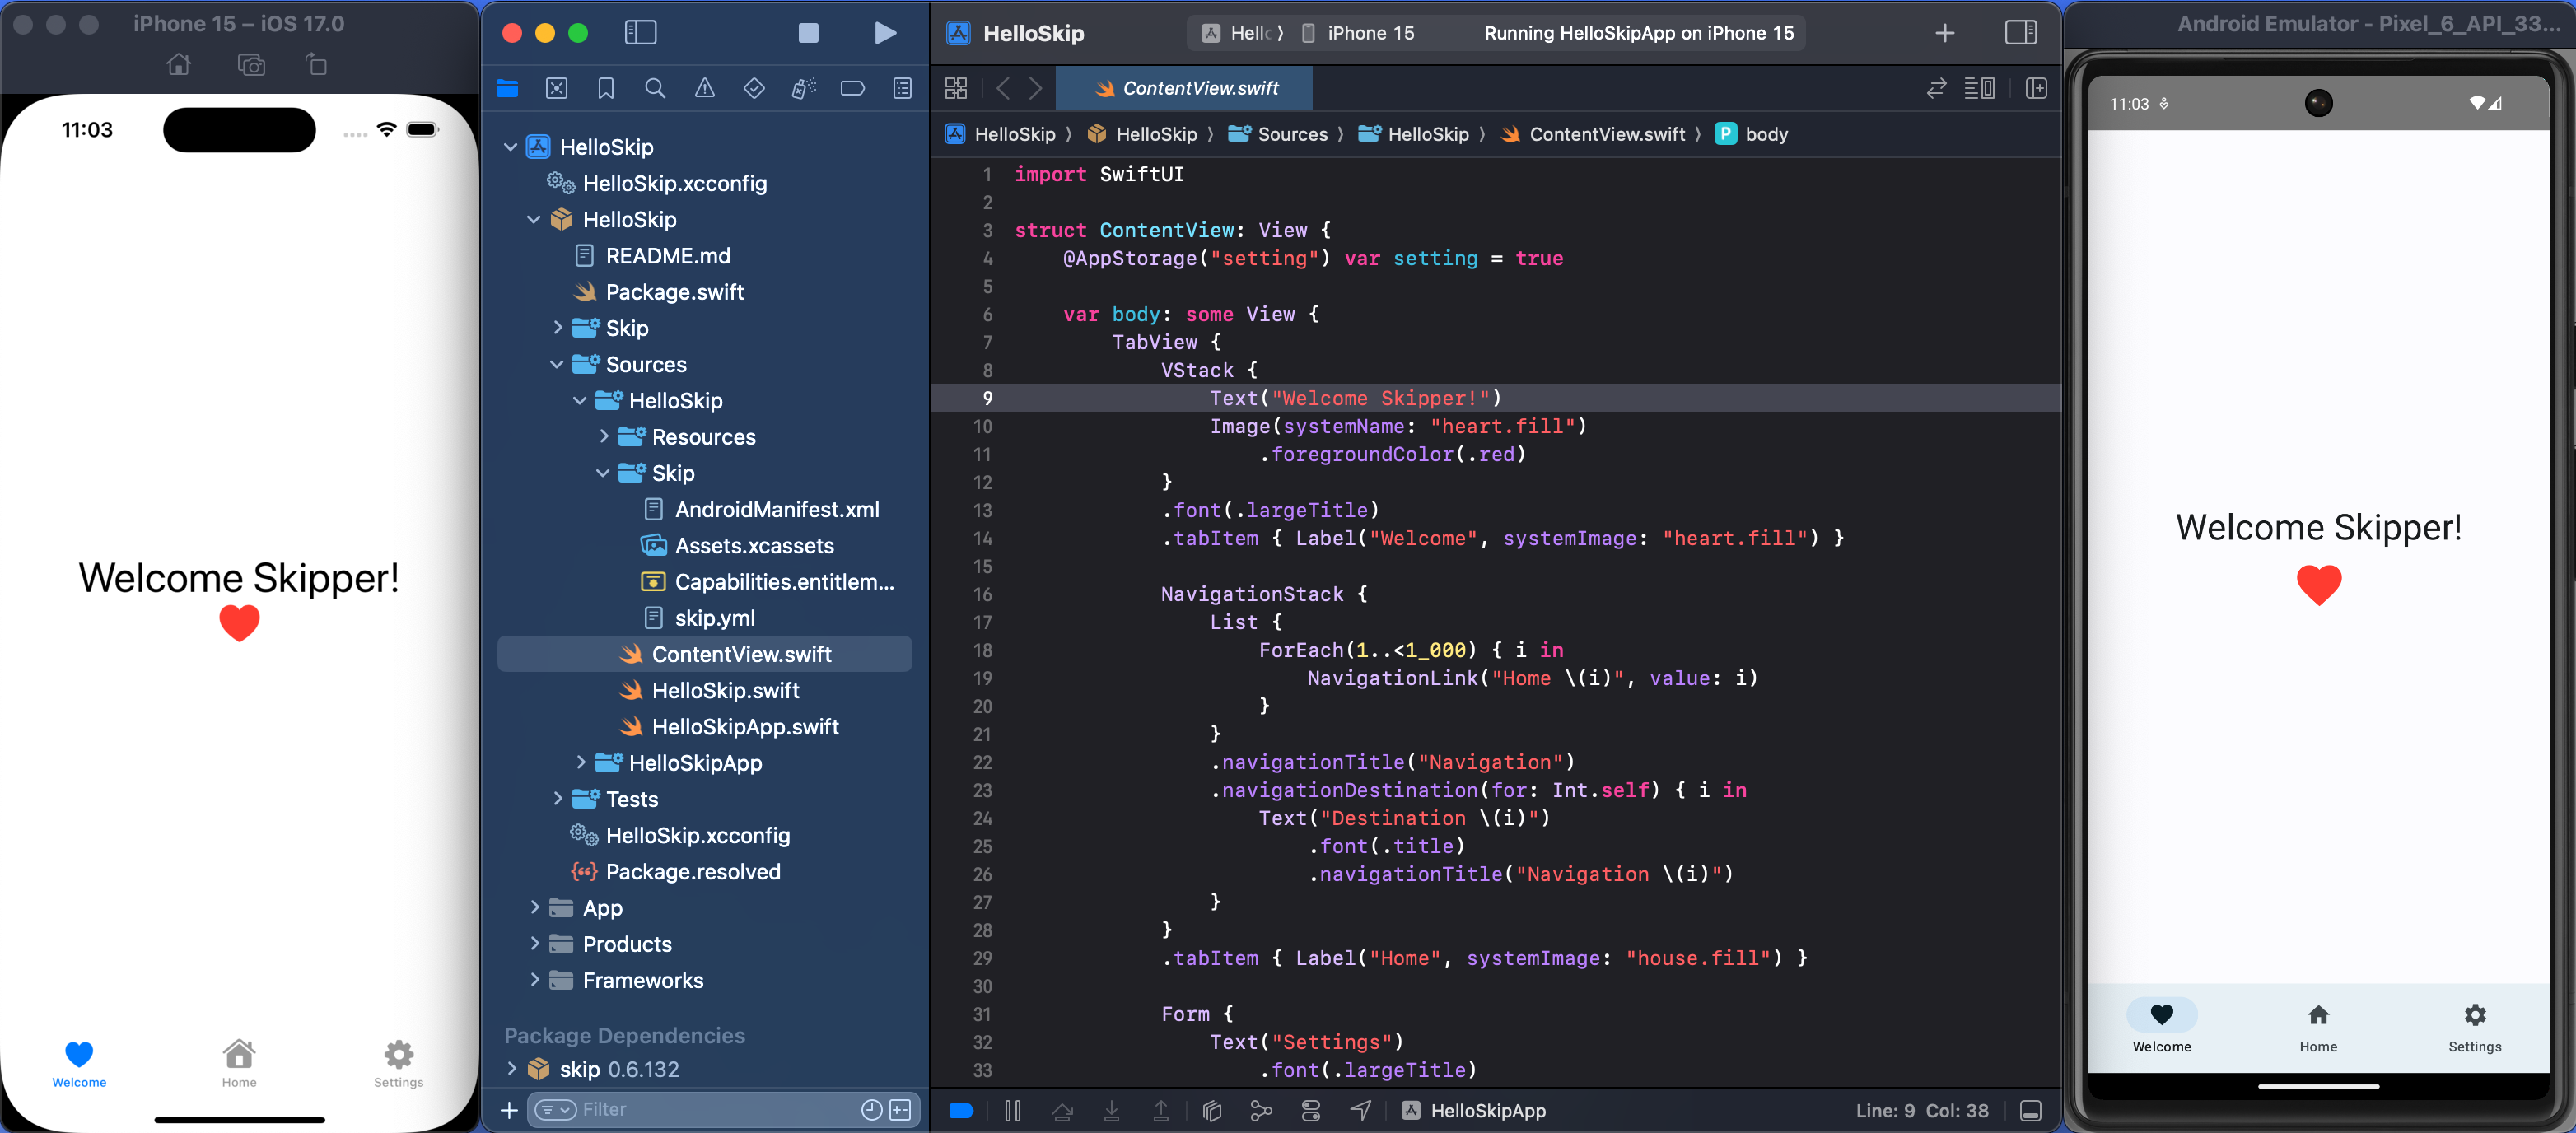 iPhone 15 – iOS 17.0
11:03
Welcome Skipper!
Welcome
Home
Settings
HelloSkip
HelloSkip.xcconfig
HelloSkip
README.md
Package.swift
Skip
Sources
HelloSkip
Resources
Skip
AndroidManifest.xml
Assets.xcassets
Capabilities.entitlem...
skip.yml
ContentView.swift
HelloSkip.swift
HelloSkipApp.swift
HelloSkipApp
Tests
HelloSkip.xcconfig
Package.resolved
App
Products
Frameworks
Package Dependencies
skip 0.6.132
Filter
HelloSkip
Hellc ⟩ iPhone 15
Running HelloSkipApp on iPhone 15
ContentView.swift
HelloSkip ⟩ HelloSkip ⟩ Sources ⟩ HelloSkip ⟩ ContentView.swift ⟩ P body
1 import SwiftUI
2
3 struct ContentView: View {
4 @AppStorage("setting") var setting = true
5
6 var body: some View {
7 TabView {
8 VStack {
9 Text("Welcome Skipper!")
10 Image(systemName: "heart.fill")
11 .foregroundColor(.red)
12 }
13 .font(.largeTitle)
14 .tabItem { Label("Welcome", systemImage: "heart.fill") }
15
16 NavigationStack {
17 List {
18 ForEach(1..<1_000) { i in
19 NavigationLink("Home \(i)", value: i)
20 }
21 }
22 .navigationTitle("Navigation")
23 .navigationDestination(for: Int.self) { i in
24 Text("Destination \(i)")
25 .font(.title)
26 .navigationTitle("Navigation \(i)")
27 }
28 }
29 .tabItem { Label("Home", systemImage: "house.fill") }
30
31 Form {
32 Text("Settings")
33 .font(.largeTitle)
HelloSkipApp
Line: 9 Col: 38
Android Emulator - Pixel_6_API_33...
11:03
Welcome Skipper!
Welcome
Home
Settings